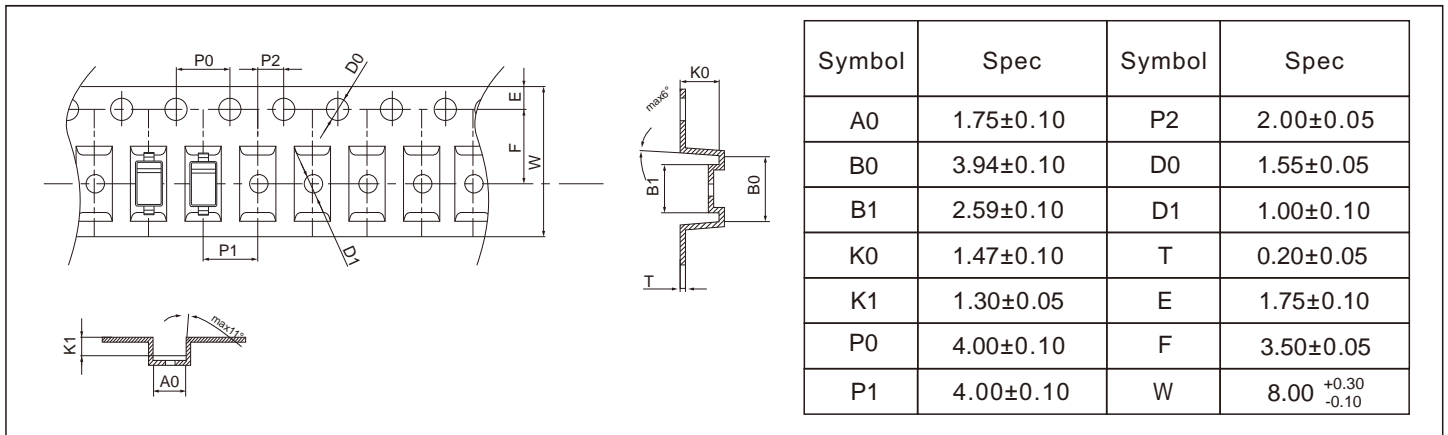 P0
P2
D0
E
F
W
P1
D1
K1
A0
max11°
K0
max6°
B1
B0
T
Symbol Spec Symbol Spec
A0 1.75±0.10 P2 2.00±0.05
B0 3.94±0.10 D0 1.55±0.05
B1 2.59±0.10 D1 1.00±0.10
K0 1.47±0.10 T 0.20±0.05
K1 1.30±0.05 E 1.75±0.10
P0 4.00±0.10 F 3.50±0.05
P1 4.00±0.10 W 8.00 +0.30 -0.10